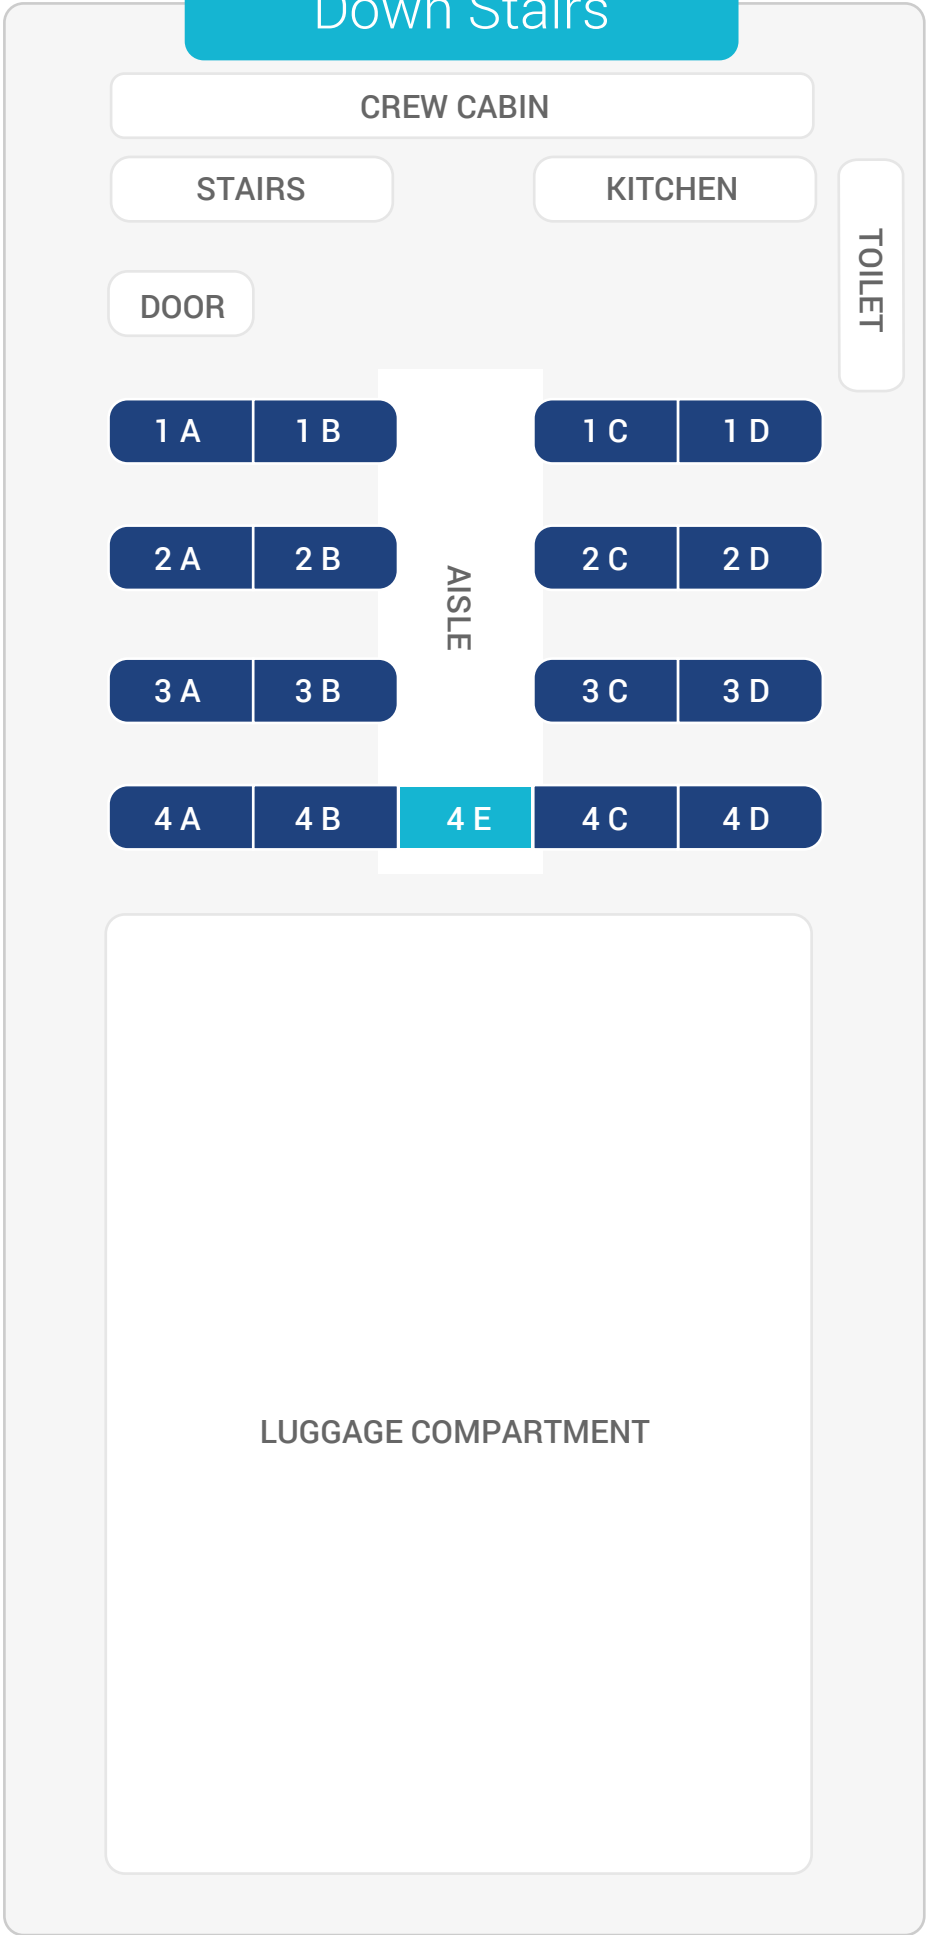 Down Stairs
CREW CABIN
STAIRS
KITCHEN
TOILET
DOOR
1 A
1 B
1 C
1 D
2 A
2 B
2 C
2 D
AISLE
3 A
3 B
3 C
3 D
4 A
4 B
4 E
4 C
4 D
LUGGAGE COMPARTMENT